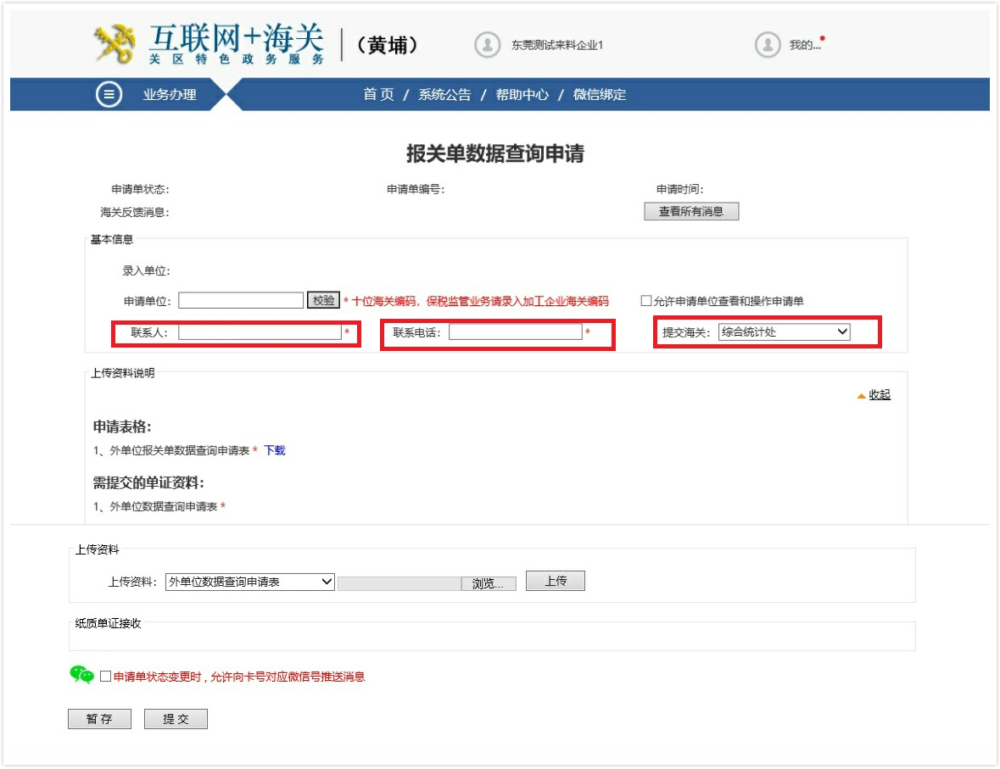 互联网+海关 （黄埔） 东莞测试来料企业1 我的...
关区特色政务服务
业务办理 首 页 / 系统公告 / 帮助中心 / 微信绑定
报关单数据查询申请
申请单状态： 申请单编号： 申请时间：
海关反馈消息： 查看所有消息
基本信息
录入单位：
申请单位： 校验 * 十位海关编码，保税监管业务请录入加工企业海关编码 允许申请单位查看和操作申请单
联系人： * 联系电话： * 提交海关： 综合统计处
上传资料说明
收起
申请表格：
1、外单位报关单数据查询申请表 * 下载
需提交的单证资料：
1、外单位数据查询申请表 *
上传资料
上传资料： 外单位数据查询申请表 浏览... 上传
纸质单证接收
申请单状态变更时，允许向卡号对应微信号推送消息
暂 存 提 交